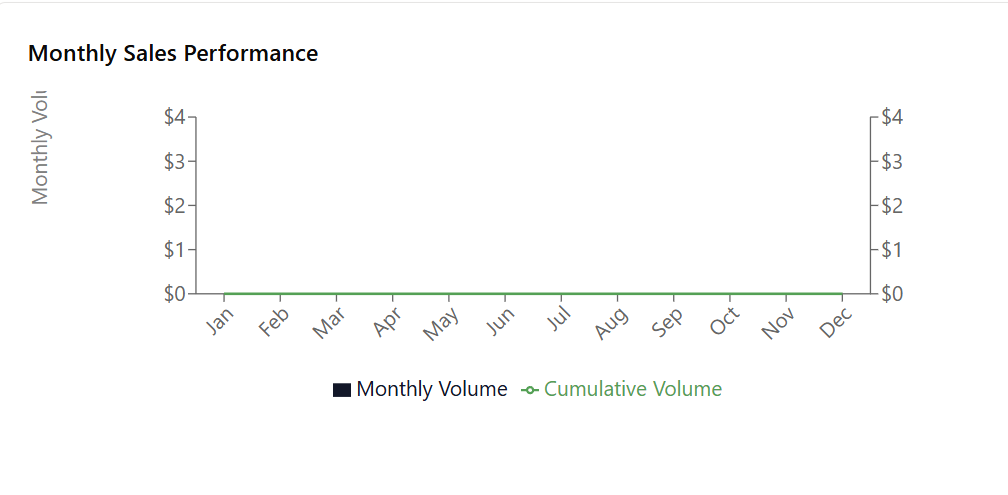 Monthly Sales Performance
Monthly Volu
$4
$3
$2
$1
$0
$4
$3
$2
$1
$0
Jan Feb Mar Apr May Jun Jul Aug Sep Oct Nov Dec
Monthly Volume Cumulative Volume